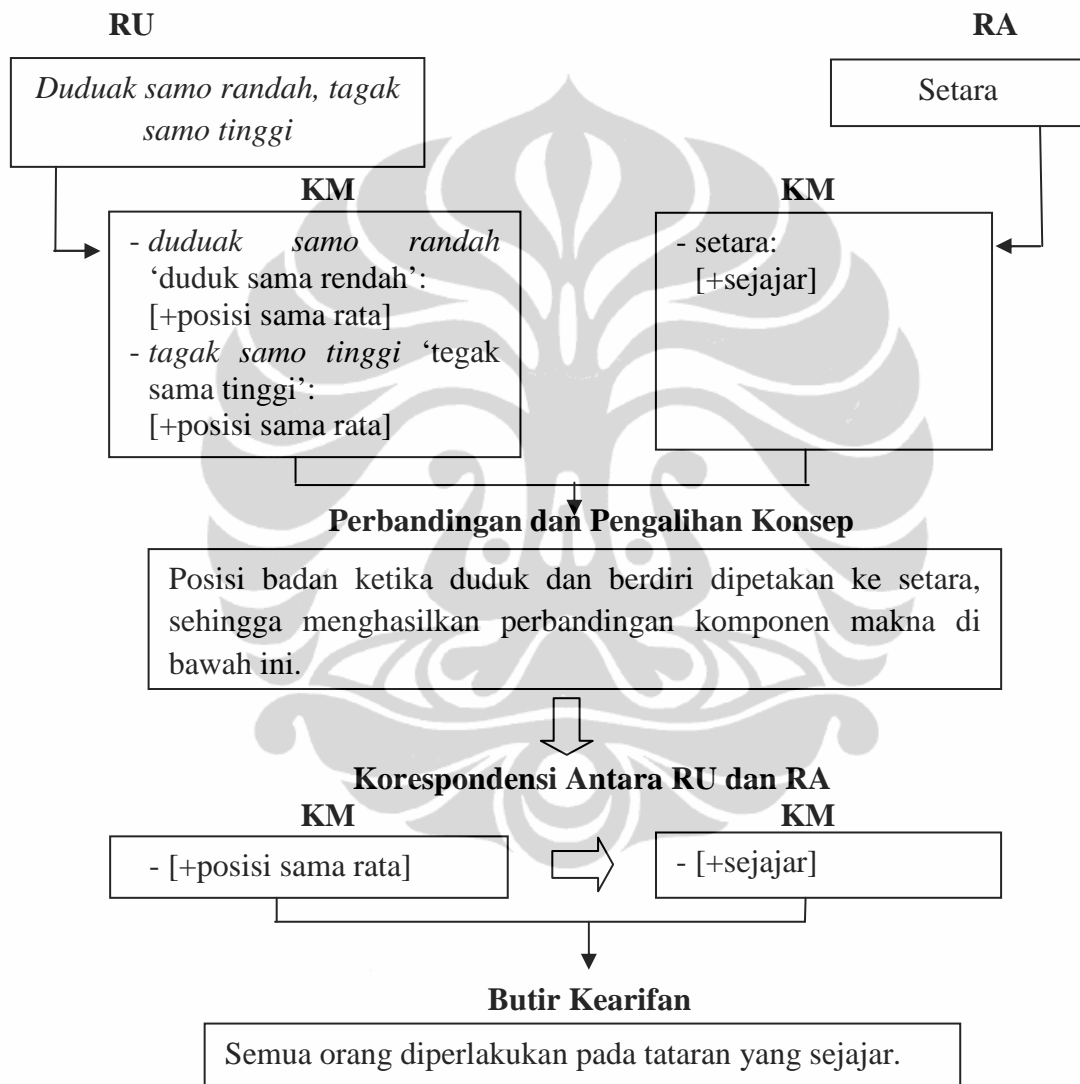 RU
RA
Duduak samo randah, tagak
samo tinggi
Setara
KM
KM
- duduak samo randah
‘duduk sama rendah’:
[+posisi sama rata]
- tagak samo tinggi ‘tegak
sama tinggi’:
[+posisi sama rata]
- setara:
[+sejajar]
Perbandingan dan Pengalihan Konsep
Posisi badan ketika duduk dan berdiri dipetakan ke setara,
sehingga menghasilkan perbandingan komponen makna di
bawah ini.
Korespondensi Antara RU dan RA
KM
KM
- [+posisi sama rata]
- [+sejajar]
Butir Kearifan
Semua orang diperlakukan pada tataran yang sejajar.